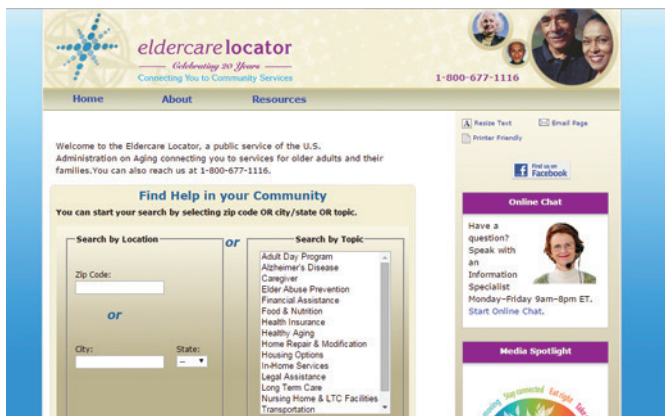 eldercare locator
Celebrating 20 Years
Connecting You to Community Services
1-800-677-1116
Home About Resources
Resize Text Email Page
Printer Friendly
Find us on
Facebook
Welcome to the Eldercare Locator, a public service of the U.S.
Administration on Aging connecting you to services for older adults and their
families.You can also reach us at 1-800-677-1116.
Find Help in your Community
You can start your search by selecting zip code OR city/state OR topic.
Search by Location
Zip Code:
or
City: State:
--
or
Search by Topic
Adult Day Program
Alzheimer's Disease
Caregiver
Elder Abuse Prevention
Financial Assistance
Food & Nutrition
Health Insurance
Healthy Aging
Home Repair & Modification
Housing Options
In-Home Services
Legal Assistance
Long Term Care
Nursing Home & LTC Facilities
Transportation
Online Chat
Have a
question?
Speak with
an
Information
Specialist
Monday-Friday 9am-8pm ET.
Start Online Chat.
Media Spotlight
Stay connected
Eat right